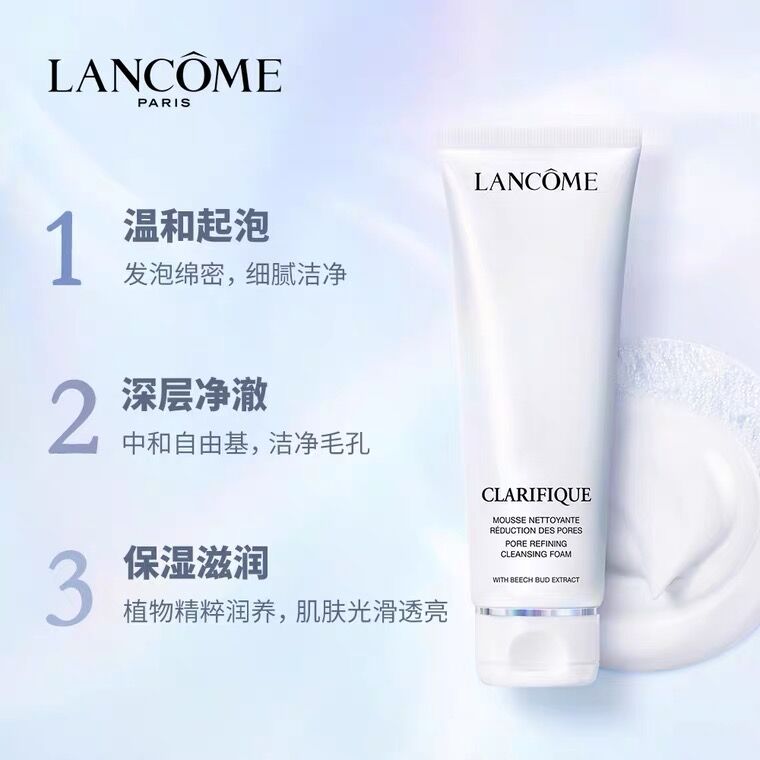 LANCÔME
PARIS
1
温和起泡
发泡绵密，细腻洁净
2
深层净澈
中和自由基，洁净毛孔
3
保湿滋润
植物精粹润养，肌肤光滑透亮
LANCÔME
CLARIFIQUE
MOUSSE NETTOYANTE
RÉDUCTION DES PORES
PORE REFINING
CLEANSING FOAM
WITH BEECH BUD EXTRACT